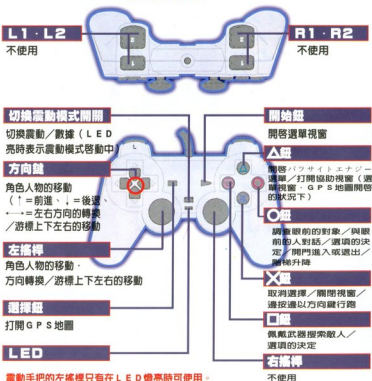 L1・L2
不使用
R1・R2
不使用
切換震動模式開關
切換震動／數據（LED
亮時表示震動模式啓動中）
方向鍵
角色人物的移動
（↑=前進、↓=後退、
←→=左右方向的轉換
／游標上下左右的移動
左搖桿
角色人物的移動、
方向轉換／游標上下左右的移動
選擇鈕
打開GPS地圖
LED
震動手把的左搖桿只有在LED燈亮時可使用。
開始鈕
開啓選單視窗
△鈕
開啓パラサイトエナジー
選單／打開協助視窗（選
單視窗、GPS地圖開啓
的狀況下）
○鈕
調查眼前的對象／與眼
前的人對話／選項的決
定／開門進入或退出／
階梯升降
×鈕
取消選擇／關閉視窗／
邊按邊以方向鍵行路
□鈕
佩戴武器搜索敵人／
選項的決定
右搖桿
不使用
L